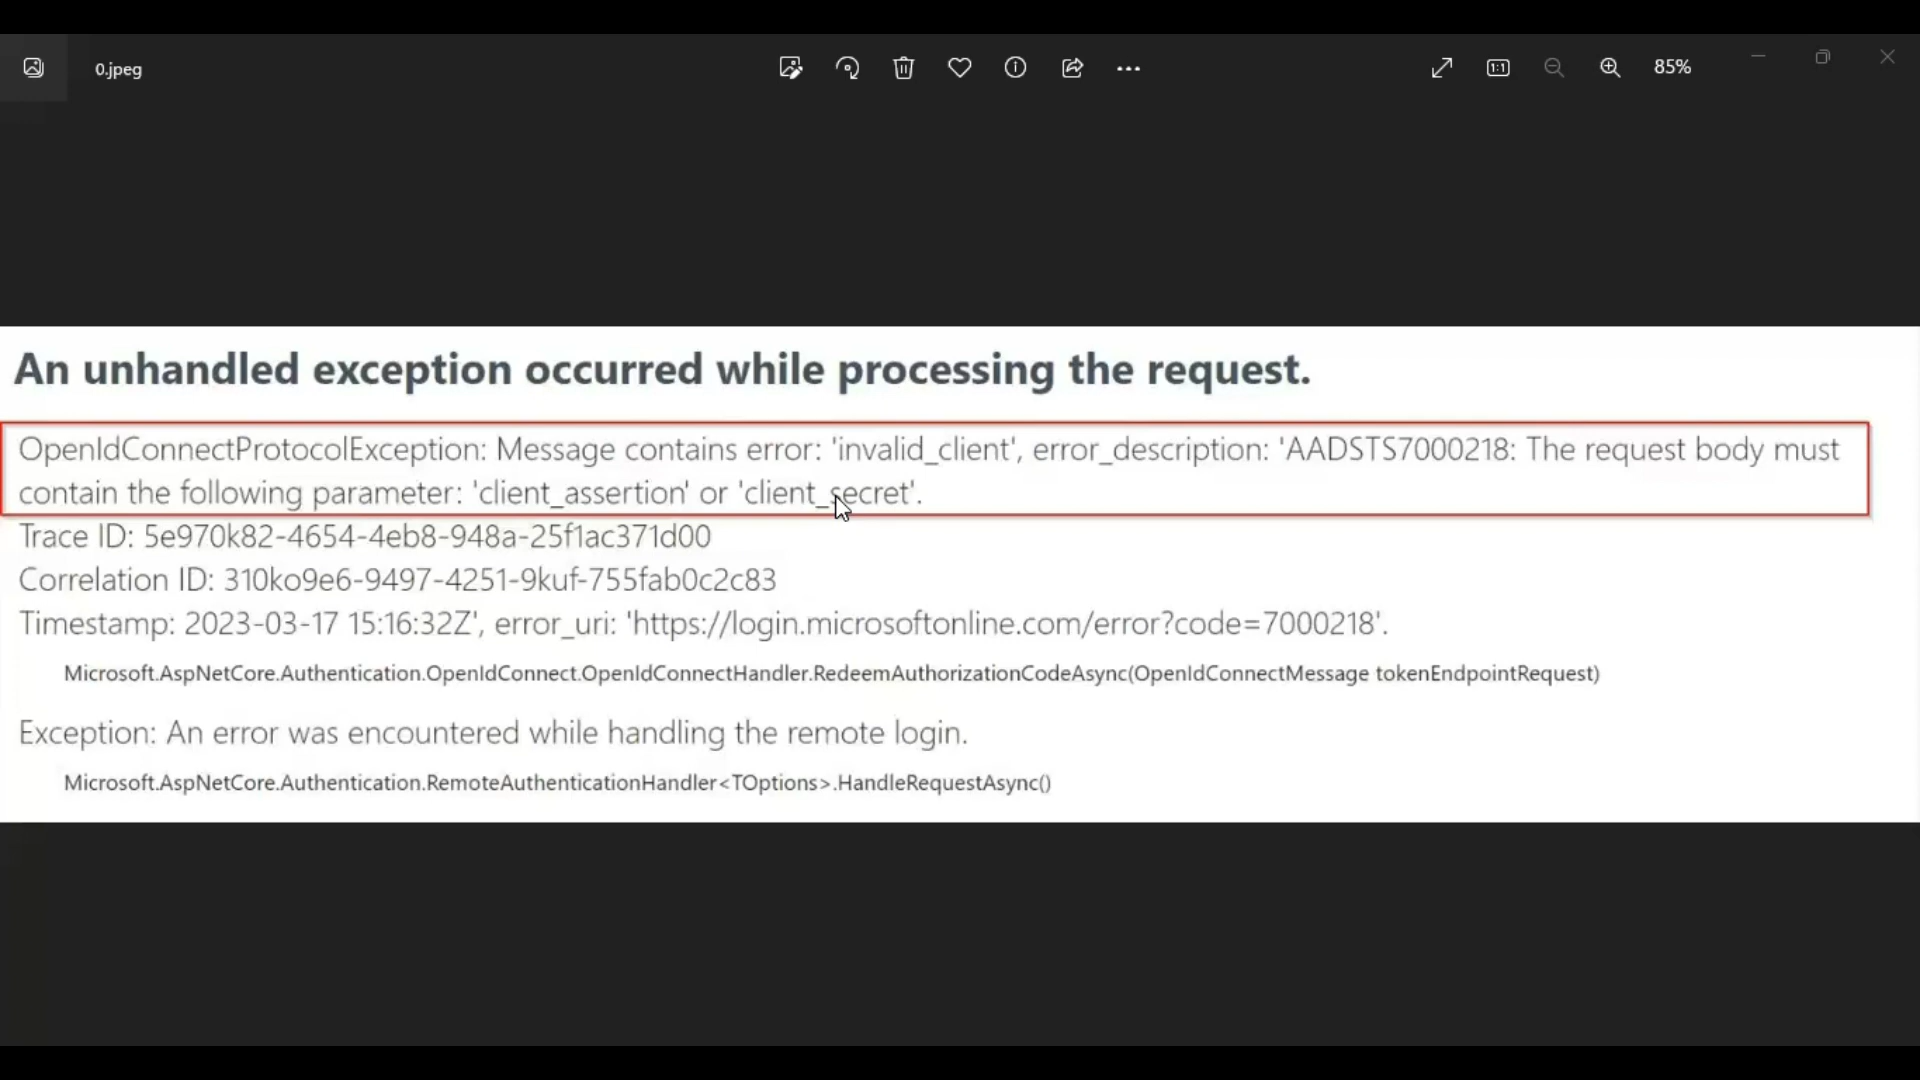 0.jpeg
85%
An unhandled exception occurred while processing the request.
OpenIdConnectProtocolException: Message contains error: 'invalid_client', error_description: 'AADSTS7000218: The request body must
contain the following parameter: 'client_assertion' or 'client_secret'.
Trace ID: 5e970k82-4654-4eb8-948a-25f1ac371d00
Correlation ID: 310ko9e6-9497-4251-9kuf-755fab0c2c83
Timestamp: 2023-03-17 15:16:32Z', error_uri: 'https://login.microsoftonline.com/error?code=7000218'.
Microsoft.AspNetCore.Authentication.OpenIdConnect.OpenIdConnectHandler.RedeemAuthorizationCodeAsync(OpenIdConnectMessage tokenEndpointRequest)
Exception: An error was encountered while handling the remote login.
Microsoft.AspNetCore.Authentication.RemoteAuthenticationHandler<TOptions>.HandleRequestAsync()